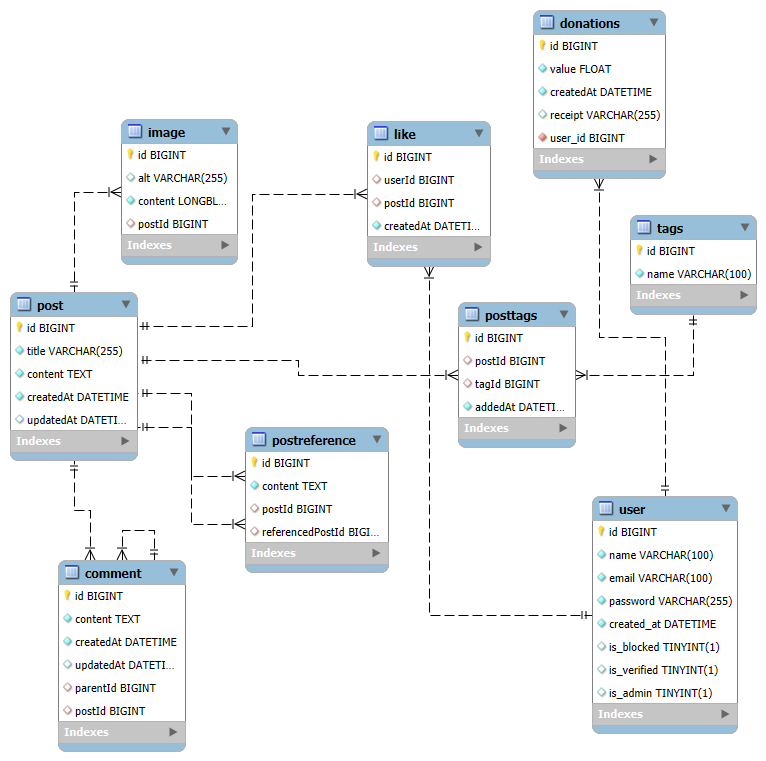 donations
id BIGINT
value FLOAT
createdAt DATETIME
receipt VARCHAR(255)
user_id BIGINT
Indexes
image
id BIGINT
alt VARCHAR(255)
content LONGBL...
postId BIGINT
Indexes
like
id BIGINT
userId BIGINT
postId BIGINT
createdAt DATETI...
Indexes
tags
id BIGINT
name VARCHAR(100)
Indexes
post
id BIGINT
title VARCHAR(255)
content TEXT
createdAt DATETIME
updatedAt DATETI...
Indexes
posttags
id BIGINT
postId BIGINT
tagId BIGINT
addedAt DATETI...
Indexes
postreference
id BIGINT
content TEXT
postId BIGINT
referencedPostId BIGI...
Indexes
user
id BIGINT
name VARCHAR(100)
email VARCHAR(100)
password VARCHAR(255)
created_at DATETIME
is_blocked TINYINT(1)
is_verified TINYINT(1)
is_admin TINYINT(1)
Indexes
comment
id BIGINT
content TEXT
createdAt DATETIME
updatedAt DATETI...
parentId BIGINT
postId BIGINT
Indexes